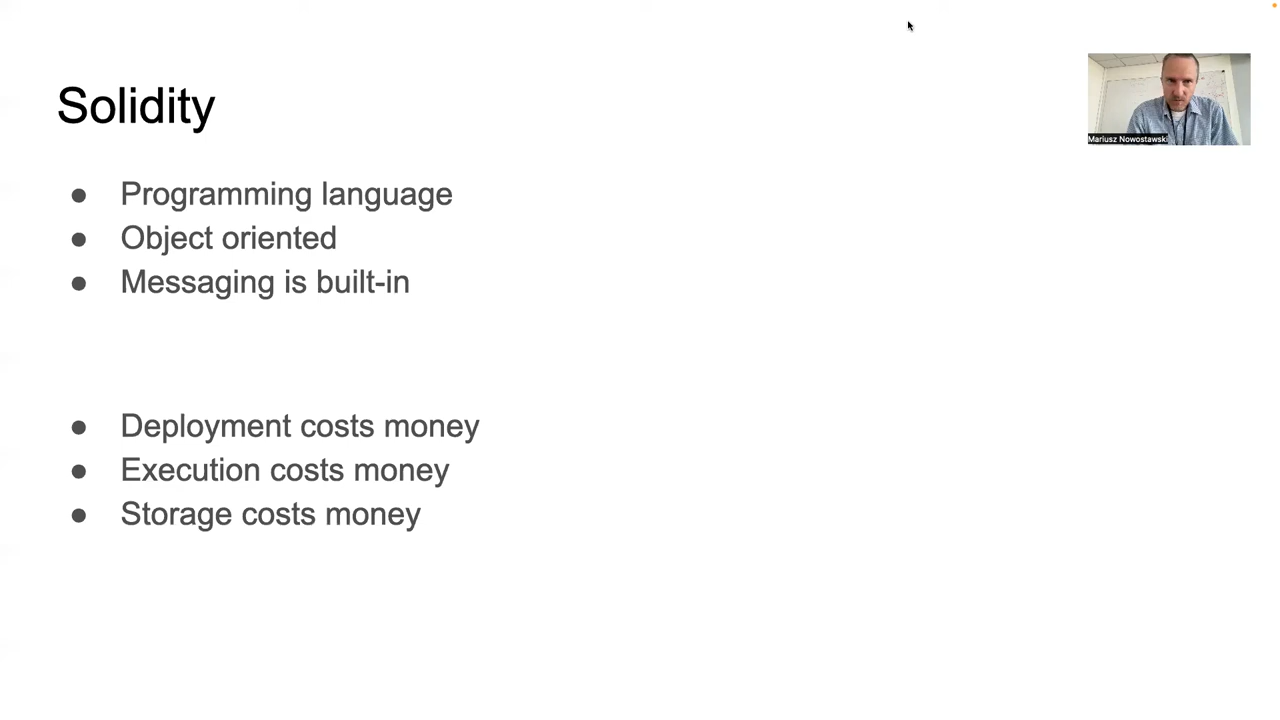 Solidity
Mariusz Nowostawski
● Programming language
● Object oriented
● Messaging is built-in
● Deployment costs money
● Execution costs money
● Storage costs money